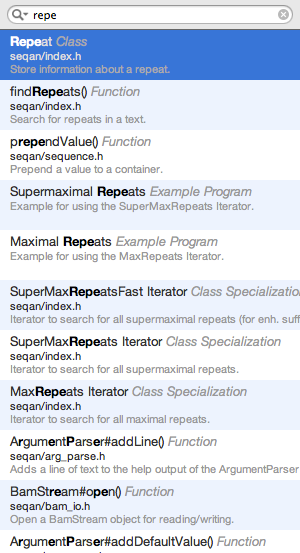 repe
Repeat Class
seqan/index.h
Store information about a repeat.
findRepeats() Function
seqan/index.h
Search for repeats in a text.
prependValue() Function
seqan/sequence.h
Prepend a value to a container.
Supermaximal Repeats Example Program
Example for using the SuperMaxRepeats Iterator.
Maximal Repeats Example Program
Example for using the MaxRepeats Iterator.
SuperMaxRepeatsFast Iterator Class Specialization
seqan/index.h
Iterator to search for all supermaximal repeats (for enh. suff
SuperMaxRepeats Iterator Class Specialization
seqan/index.h
Iterator to search for all supermaximal repeats.
MaxRepeats Iterator Class Specialization
seqan/index.h
Iterator to search for all maximal repeats.
ArgumentParser#addLine() Function
seqan/arg_parse.h
Adds a line of text to the help output of the ArgumentParser
BamStream#open() Function
seqan/bam_io.h
Open a BamStream object for reading/writing.
ArgumentParser#addDefaultValue() Function